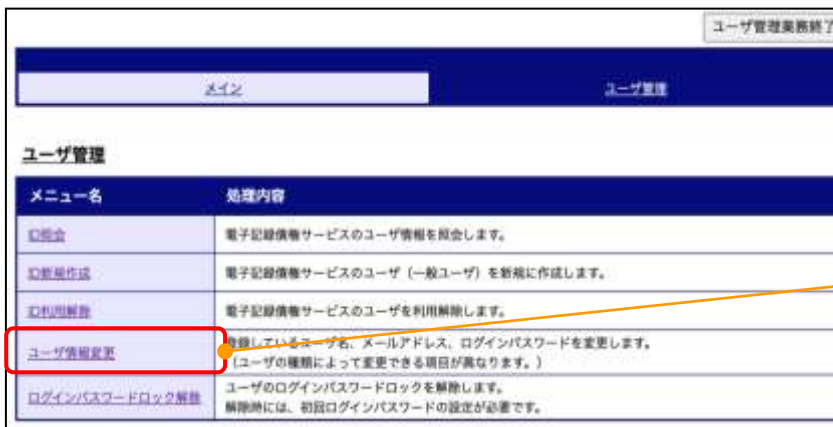 ユーザ管理業務終了
メイン
ユーザ管理
ユーザ管理
メニュー名
処理内容
ID照会
電子記録債権サービスのユーザ情報を照会します。
ID新規作成
電子記録債権サービスのユーザ（一般ユーザ）を新規に作成します。
ID利用解除
電子記録債権サービスのユーザを利用解除します。
ユーザ情報変更
登録しているユーザ名、メールアドレス、ログインパスワードを変更します。
（ユーザの種類によって変更できる項目が異なります。）
ログインパスワードロック解除
ユーザのログインパスワードロックを解除します。
解除時には、初回ログインパスワードの設定が必要です。